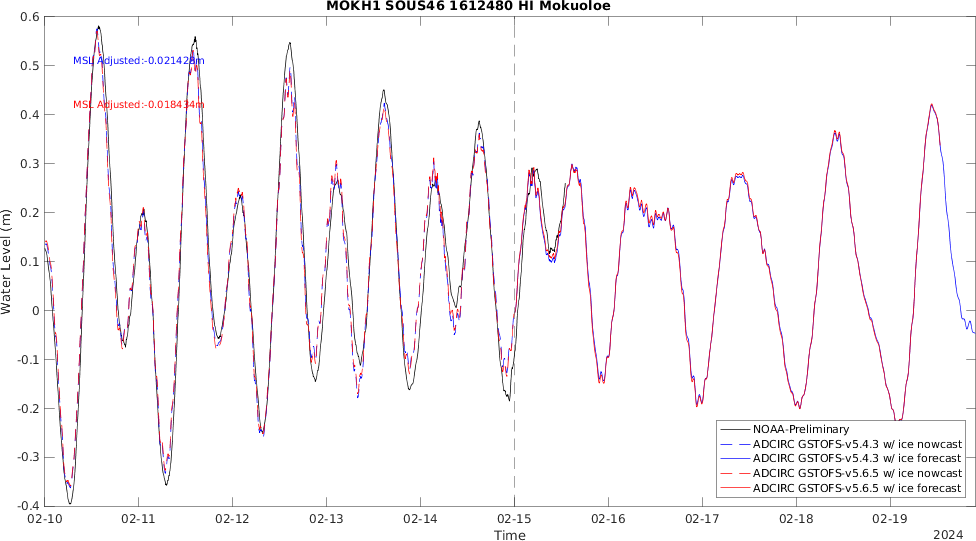 MOKH1 SOUS46 1612480 HI Mokuoloe
0.6
0.5
0.4
0.3
0.2
0.1
0
-0.1
-0.2
-0.3
-0.4
Water Level (m)
MSL Adjusted:-0.021428m
MSL Adjusted:-0.018434m
NOAA-Preliminary
ADCIRC GSTOFS-v5.4.3 w/ ice nowcast
ADCIRC GSTOFS-v5.4.3 w/ ice forecast
ADCIRC GSTOFS-v5.6.5 w/ ice nowcast
ADCIRC GSTOFS-v5.6.5 w/ ice forecast
02-10 02-11 02-12 02-13 02-14 02-15 02-16 02-17 02-18 02-19
Time
2024